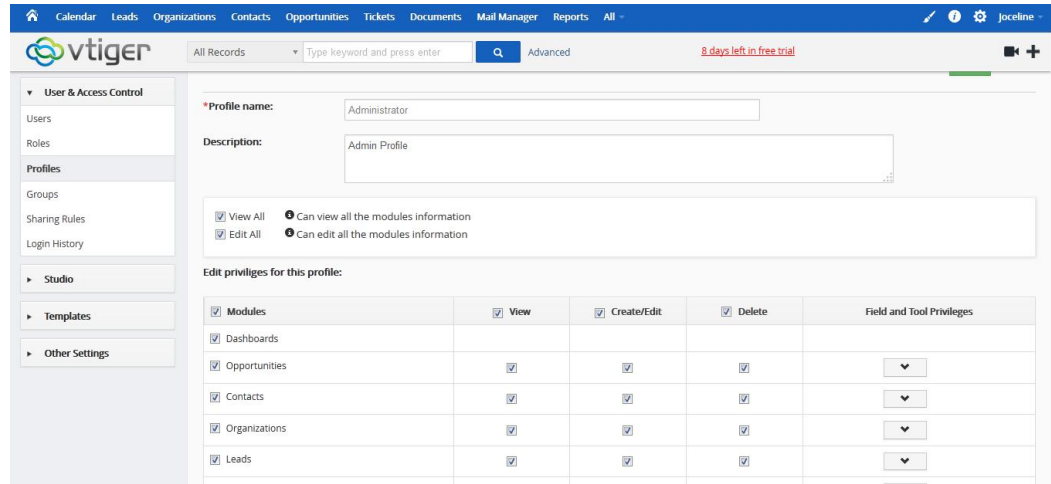 Calendar Leads Organizations Contacts Opportunities Tickets Documents Mail Manager Reports All Joceline
vtiger All Records Type keyword and press enter Advanced 8 days left in free trial
User & Access Control
Users
Roles
Profiles
Groups
Sharing Rules
Login History
Studio
Templates
Other Settings
*Profile name: Administrator
Description: Admin Profile
View All Can view all the modules information
Edit All Can edit all the modules information
Edit priviliges for this profile:
Modules View Create/Edit Delete Field and Tool Privileges
Dashboards
Opportunities
Contacts
Organizations
Leads